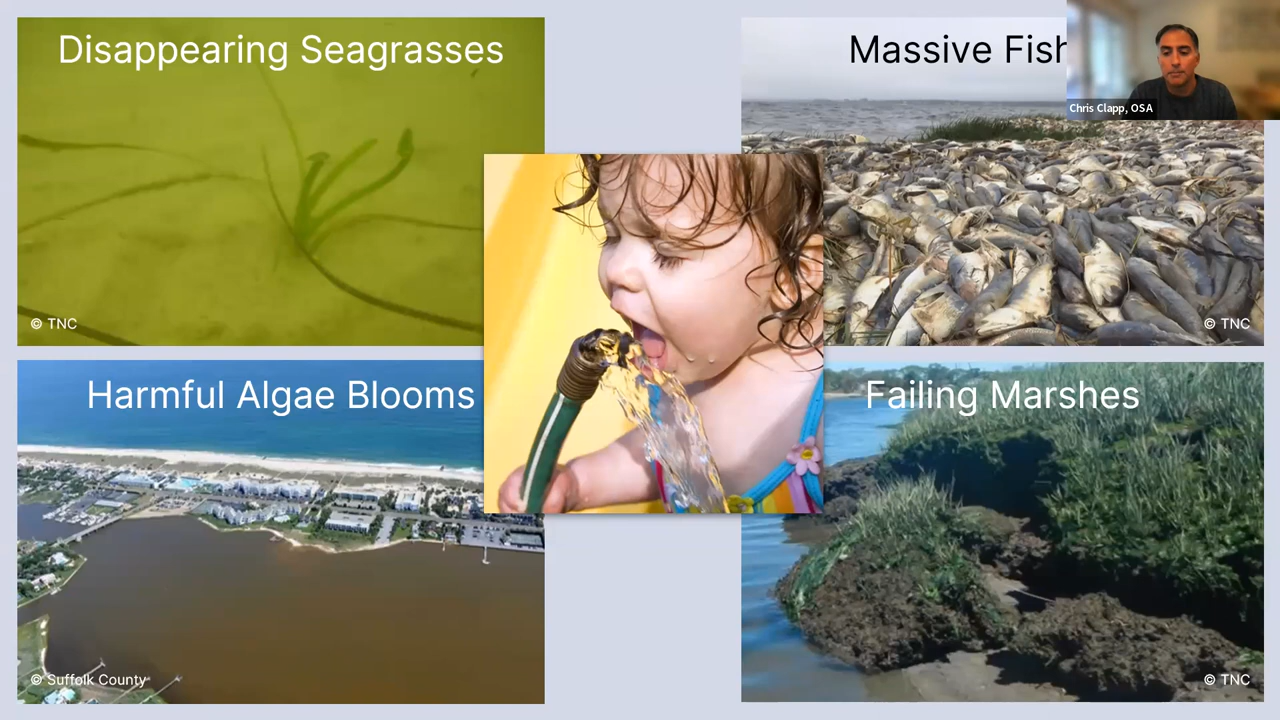 Disappearing Seagrasses
Massive Fish
Chris Clapp, OSA
© TNC
© TNC
Harmful Algae Blooms
Failing Marshes
© Suffolk County
© TNC